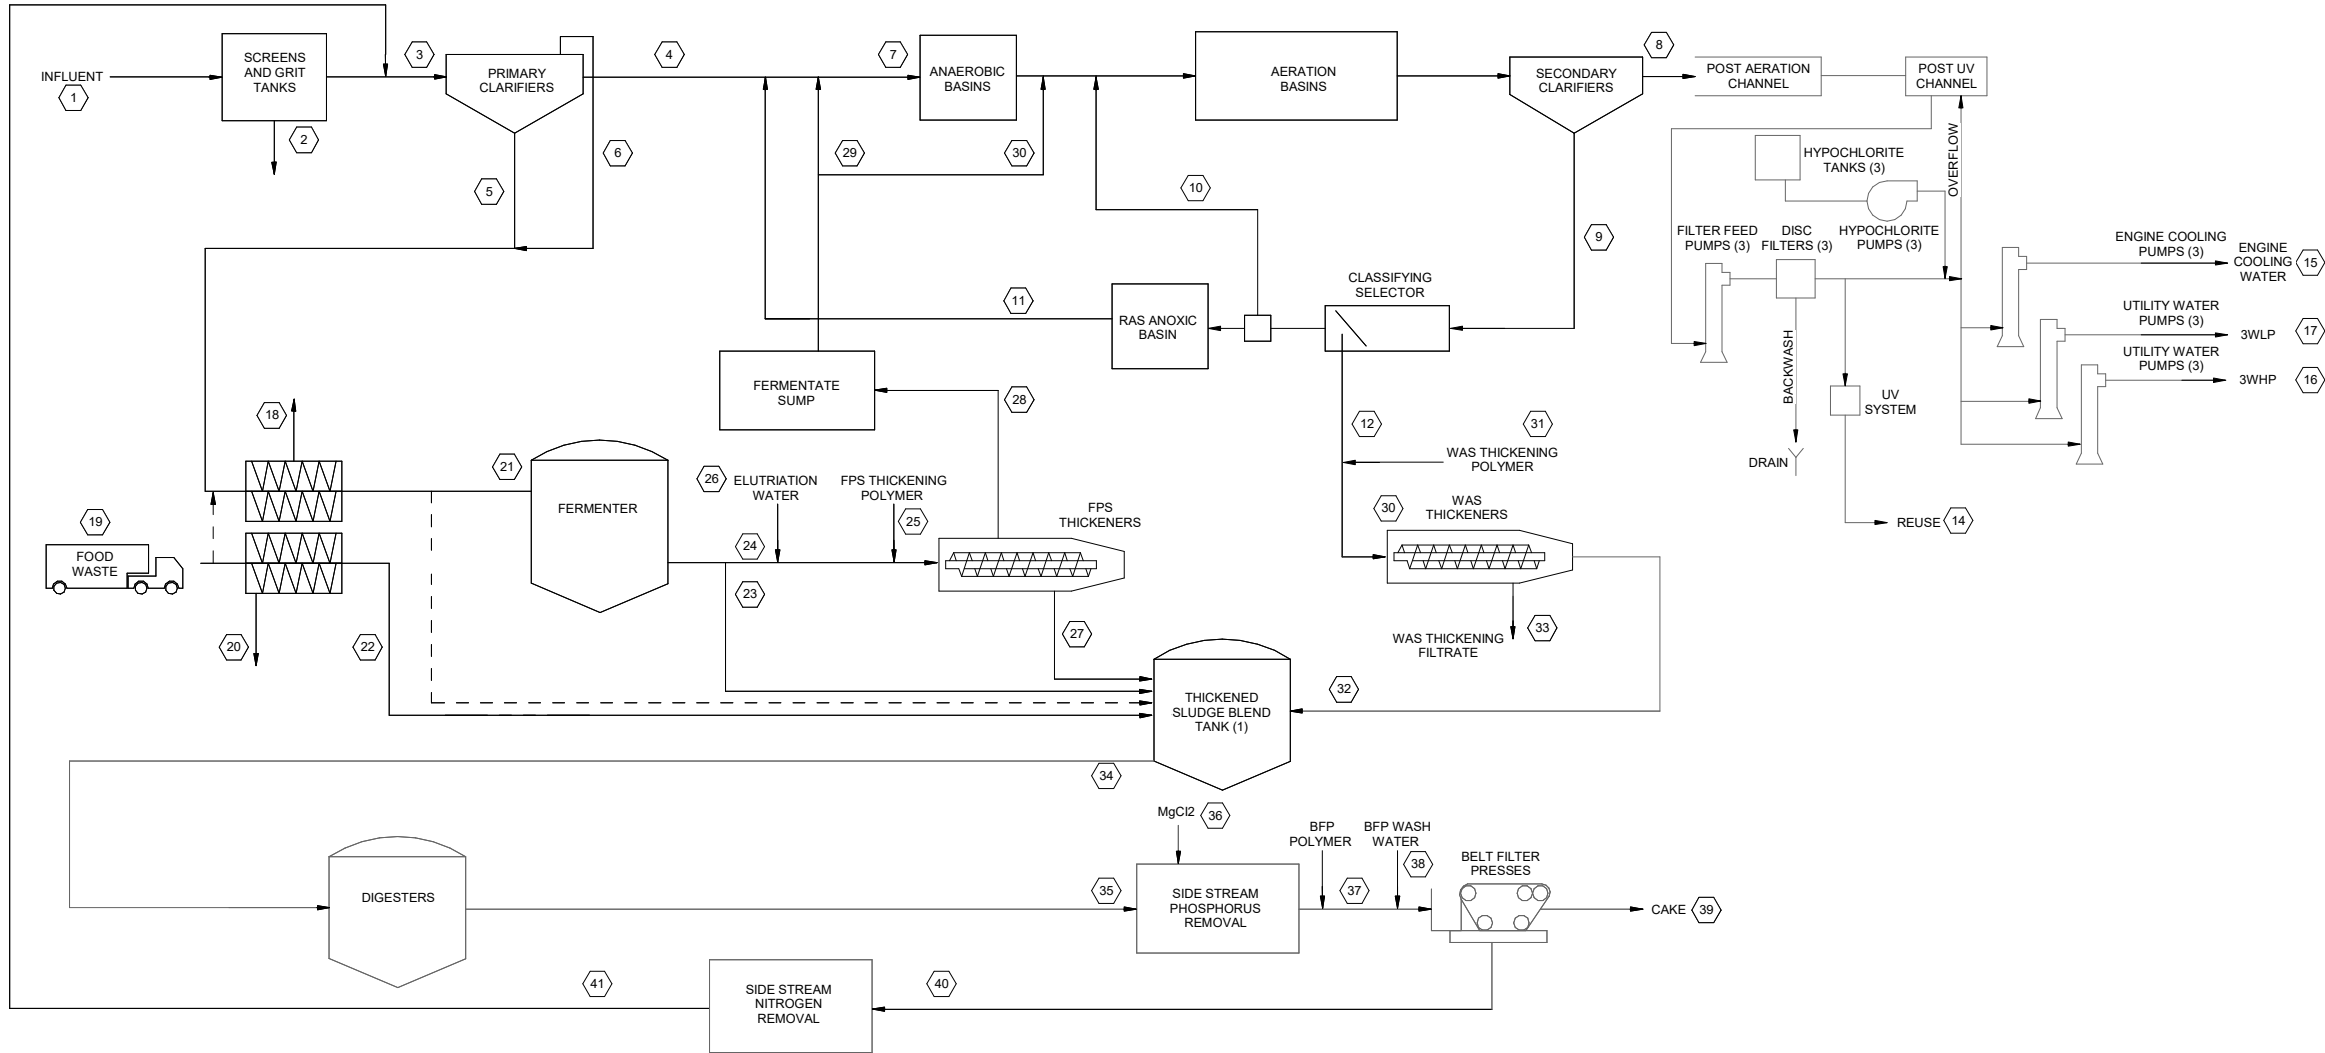 INFLUENT
1
SCREENS
AND GRIT
TANKS
2
3
PRIMARY
CLARIFIERS
4
5
6
7
ANAEROBIC
BASINS
AERATION
BASINS
SECONDARY
CLARIFIERS
8
POST AERATION
CHANNEL
POST UV
CHANNEL
29
30
10
9
HYPOCHLORITE
TANKS (3)
OVERFLOW
FILTER FEED
PUMPS (3)
DISC
FILTERS (3)
HYPOCHLORITE
PUMPS (3)
ENGINE COOLING
PUMPS (3)
ENGINE
COOLING
WATER
15
UTILITY WATER
PUMPS (3)
3WLP
17
UTILITY WATER
PUMPS (3)
3WHP
16
BACKWASH
UV
SYSTEM
DRAIN
REUSE
14
11
RAS ANOXIC
BASIN
CLASSIFYING
SELECTOR
FERMENTATE
SUMP
28
12
31
WAS THICKENING
POLYMER
18
21
FERMENTER
26
ELUTRIATION
WATER
FPS THICKENING
POLYMER
25
FPS
THICKENERS
30
WAS
THICKENERS
19
FOOD
WASTE
24
23
20
22
27
33
WAS THICKENING
FILTRATE
THICKENED
SLUDGE BLEND
TANK (1)
32
34
MgCl2
36
DIGESTERS
35
SIDE STREAM
PHOSPHORUS
REMOVAL
BFP
POLYMER
37
BFP WASH
WATER
38
BELT FILTER
PRESSES
CAKE
39
41
SIDE STREAM
NITROGEN
REMOVAL
40